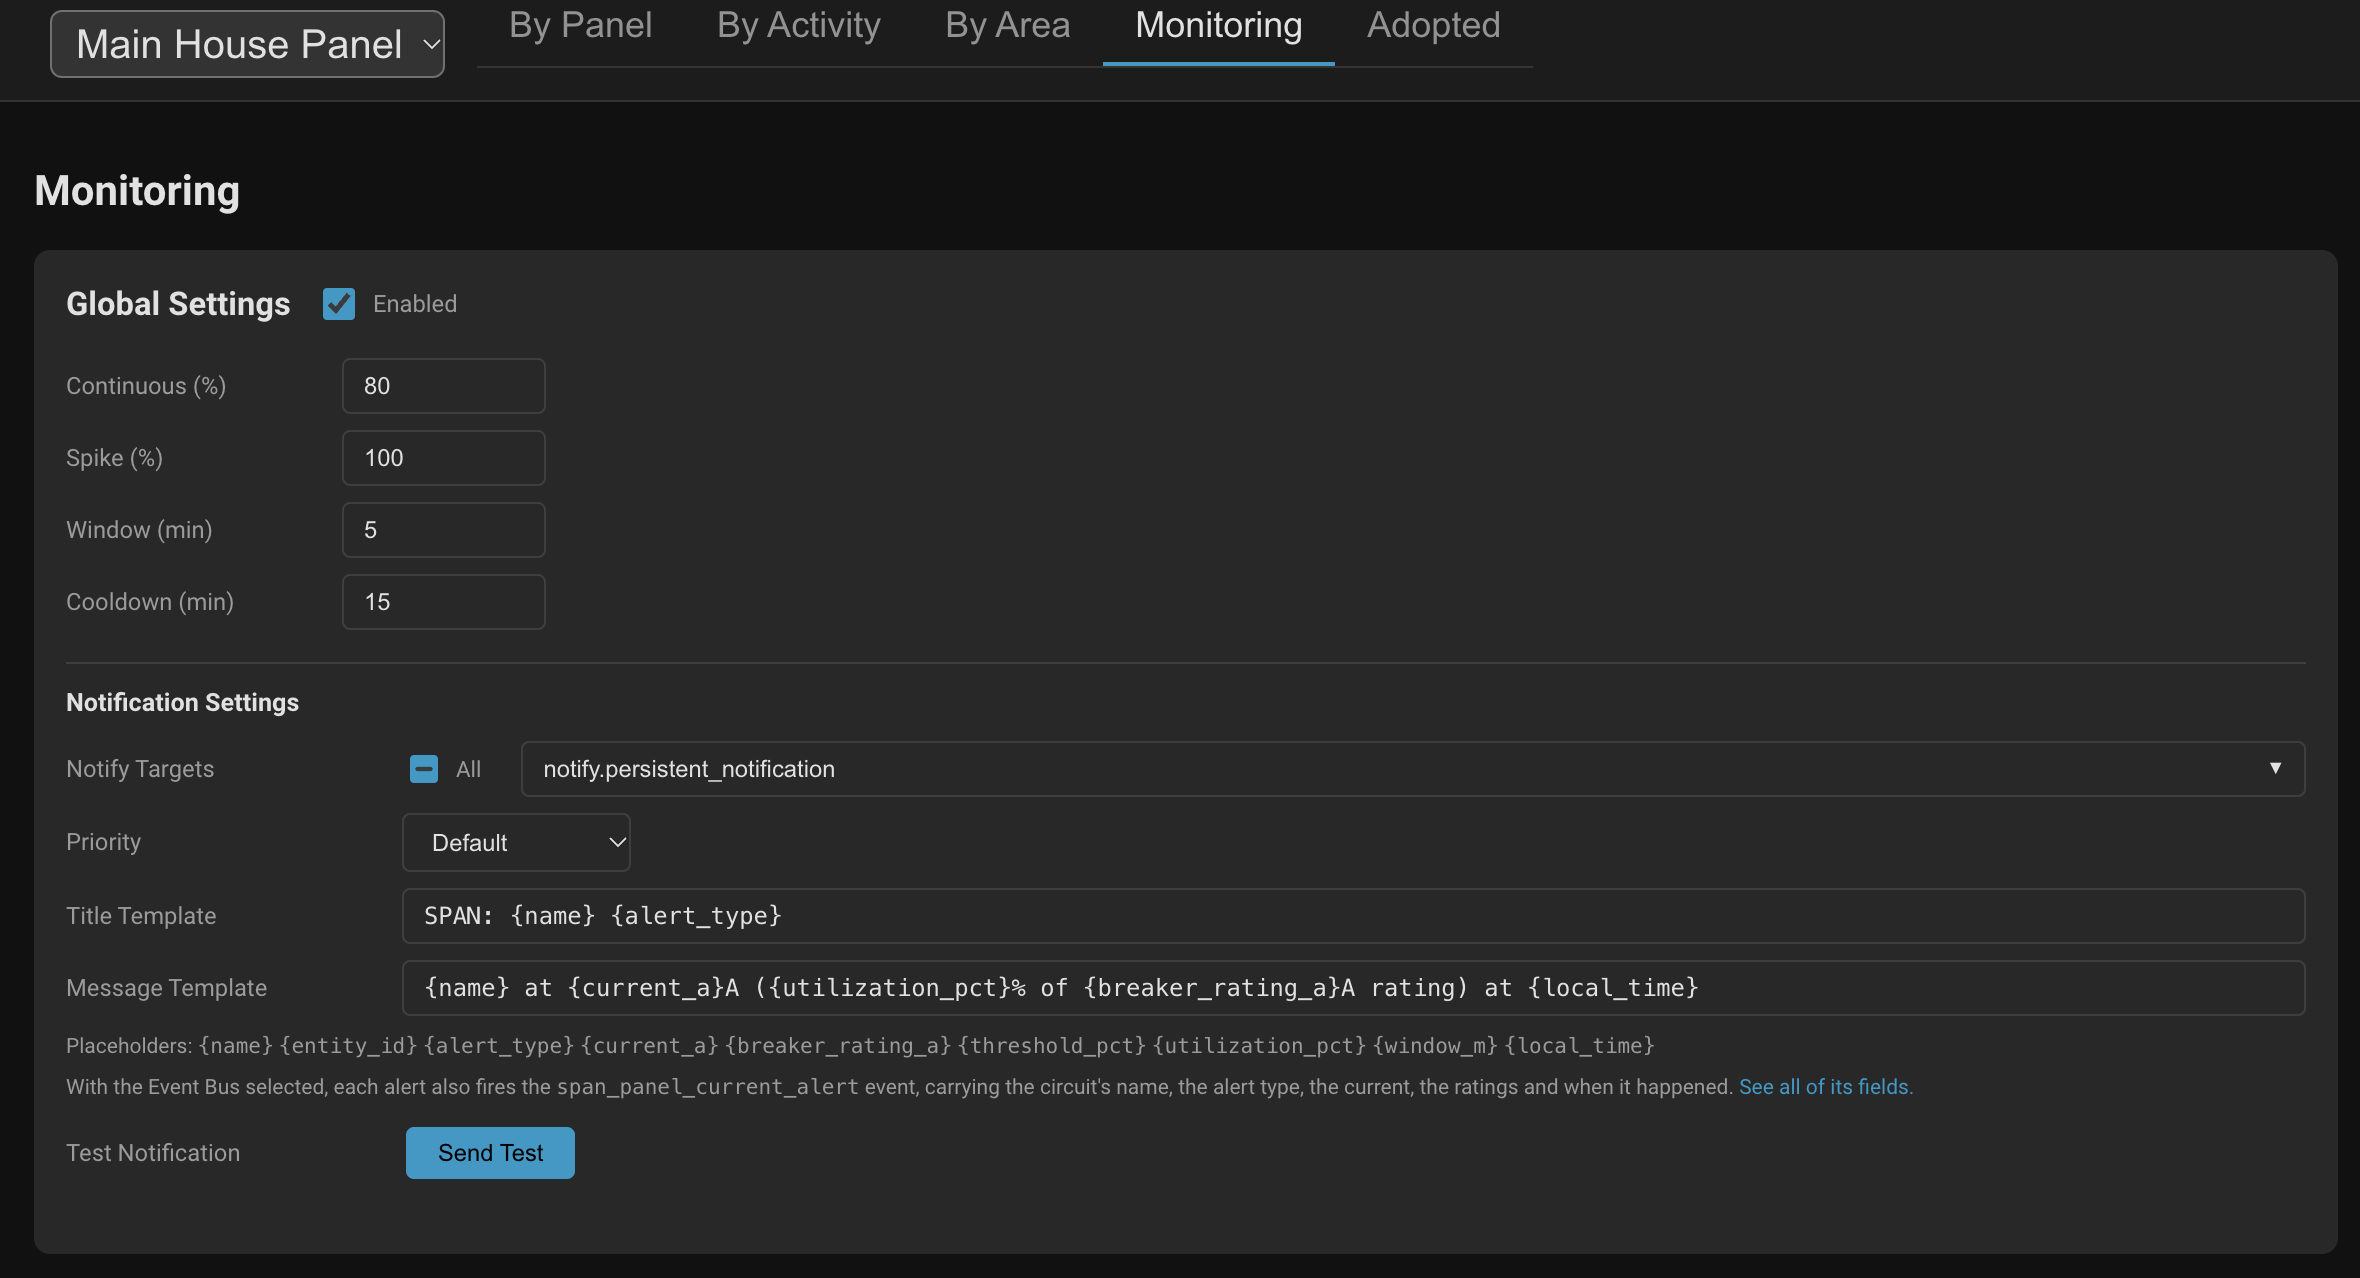 Main House Panel
By Panel By Activity By Area Monitoring Adopted
Monitoring
Global Settings Enabled
Continuous (%) 80
Spike (%) 100
Window (min) 5
Cooldown (min) 15
Notification Settings
Notify Targets All notify.persistent_notification
Priority Default
Title Template SPAN: {name} {alert_type}
Message Template {name} at {current_a}A ({utilization_pct}% of {breaker_rating_a}A rating) at {local_time}
Placeholders: {name} {entity_id} {alert_type} {current_a} {breaker_rating_a} {threshold_pct} {utilization_pct} {window_m} {local_time}
With the Event Bus selected, each alert also fires the span_panel_current_alert event, carrying the circuit's name, the alert type, the current, the ratings and when it happened. See all of its fields.
Test Notification Send Test